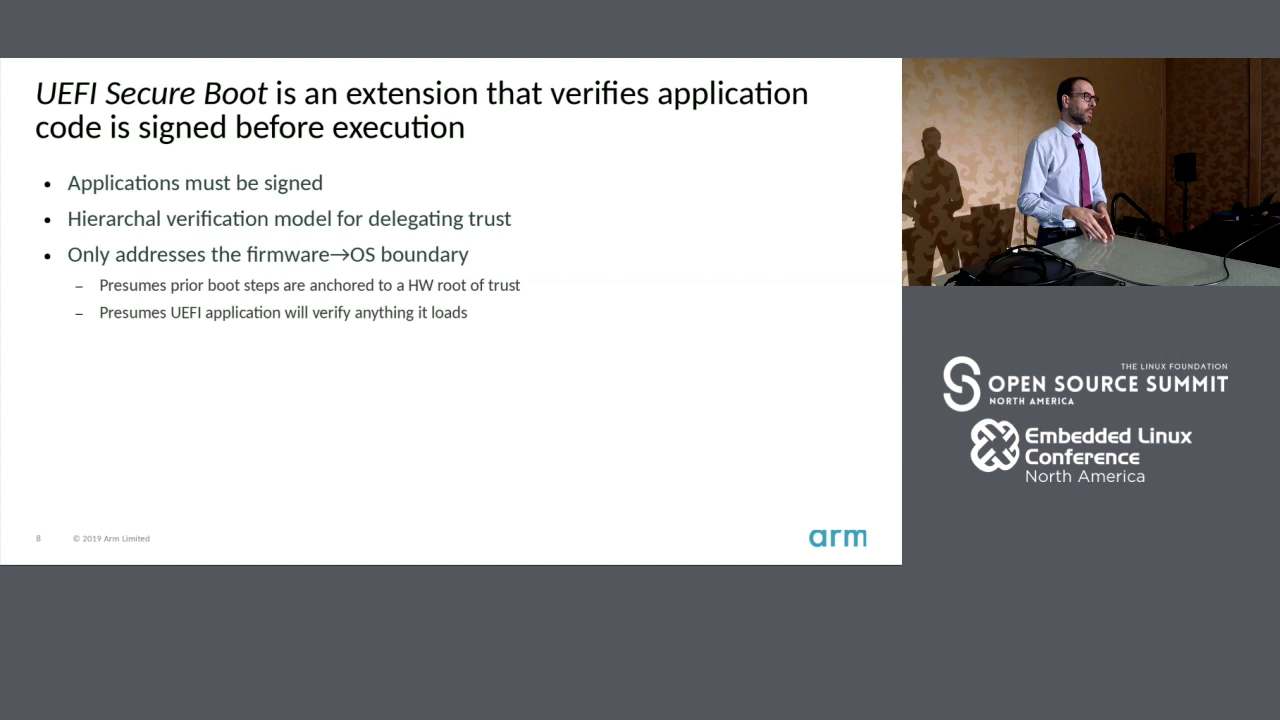 UEFI Secure Boot is an extension that verifies application
code is signed before execution
• Applications must be signed
• Hierarchal verification model for delegating trust
• Only addresses the firmware→OS boundary
– Presumes prior boot steps are anchored to a HW root of trust
– Presumes UEFI application will verify anything it loads
8 © 2019 Arm Limited
arm
THE LINUX FOUNDATION
OPEN SOURCE SUMMIT
NORTH AMERICA
Embedded Linux
Conference
North America